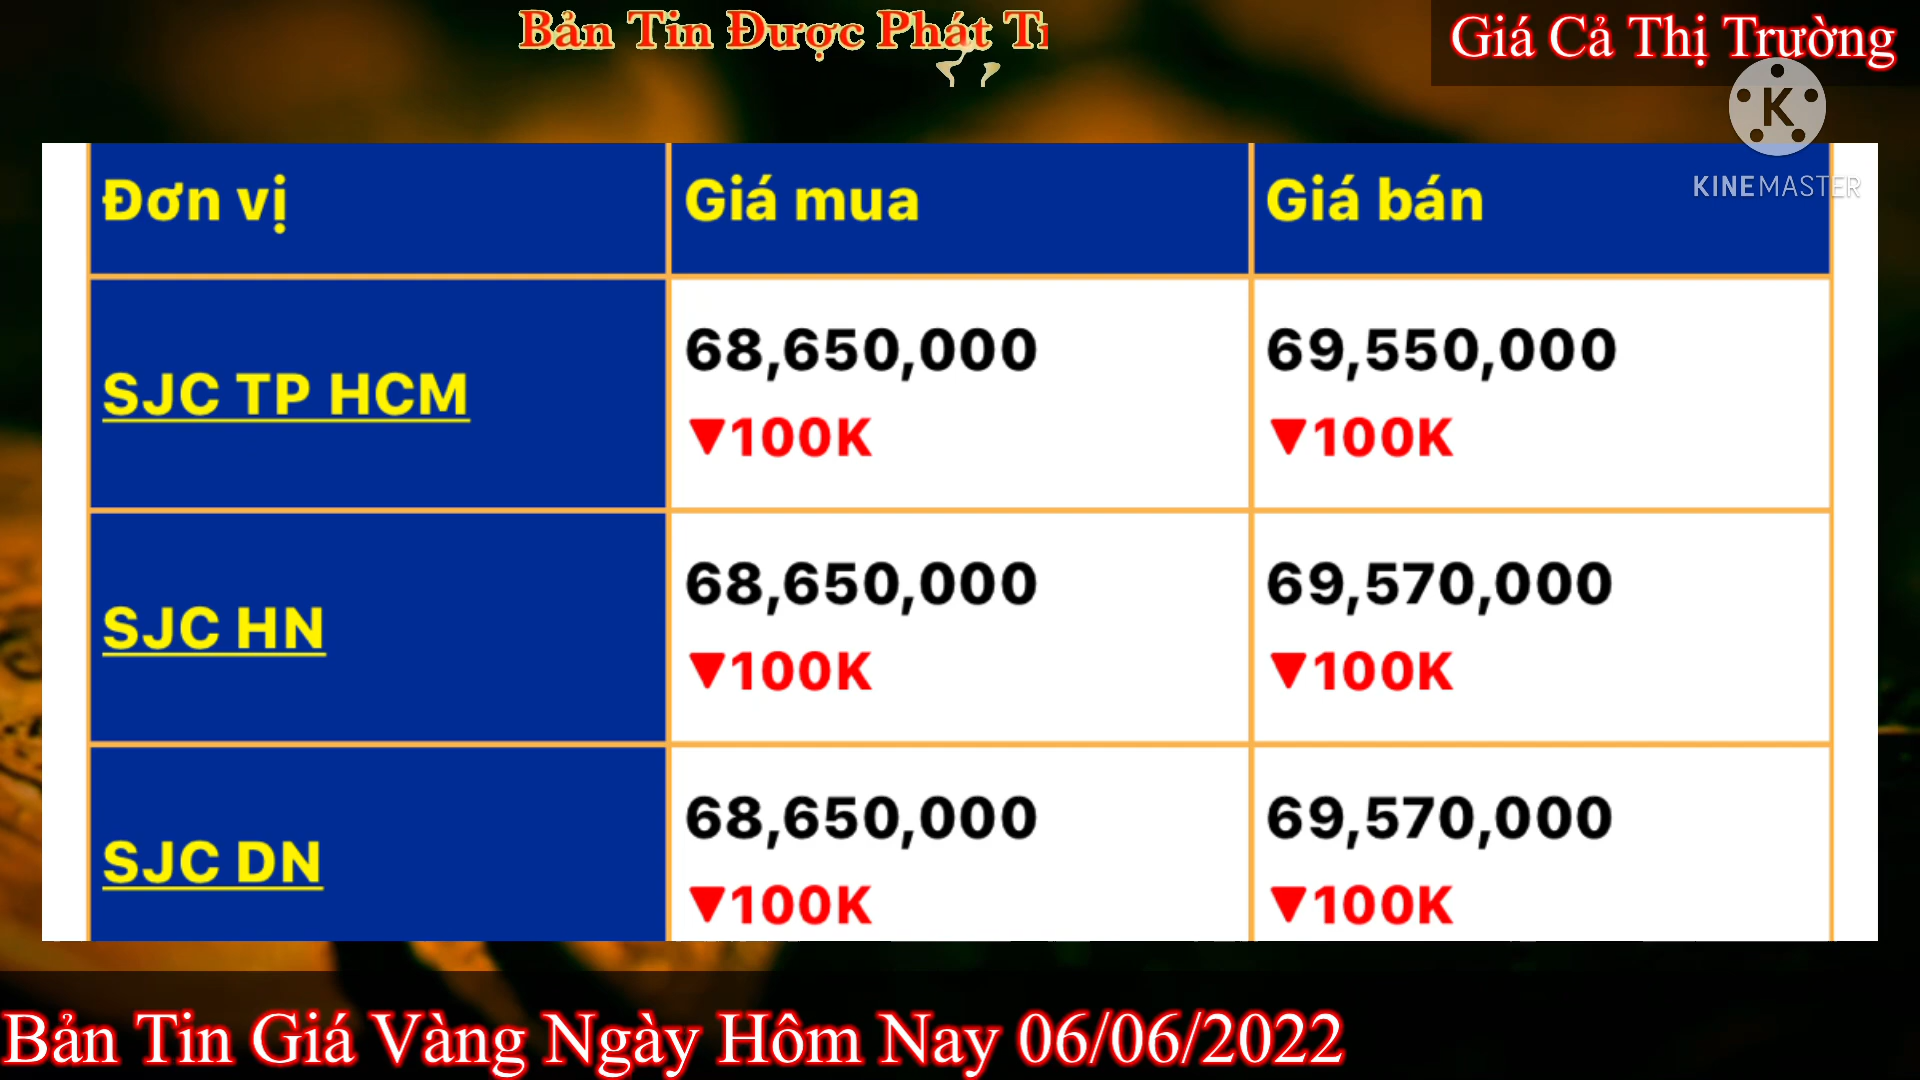 Bản Tin Được Phát
Giá Cả Thị Trường
K
KINEMASTER
Đơn vị Giá mua Giá bán
SJC TP HCM 68,650,000 69,550,000
▼100K ▼100K
SJC HN 68,650,000 69,570,000
▼100K ▼100K
SJC DN 68,650,000 69,570,000
▼100K ▼100K
Bản Tin Giá Vàng Ngày Hôm Nay 06/06/2022